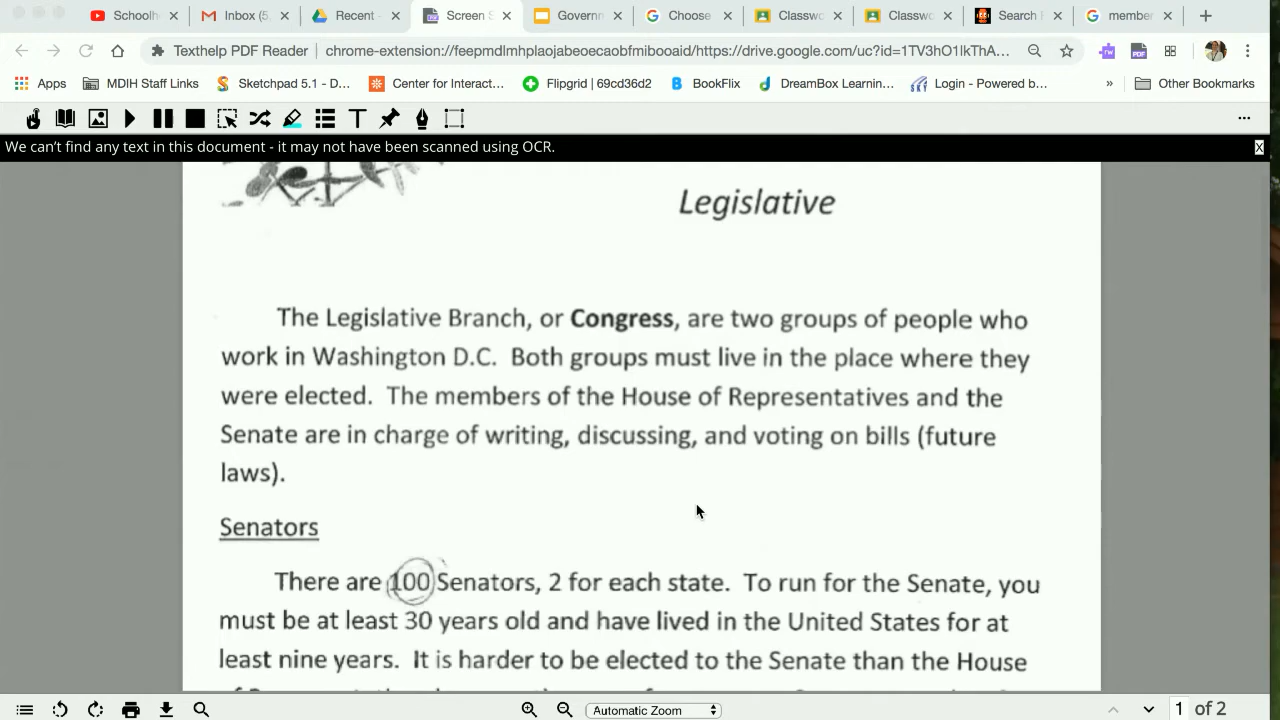 Schoolh
Inbox (5,
Recent -
Screen S
Governm
Choose
Classwo
Classwo
Search F
member
Texthelp PDF Reader
chrome-extension://feepmdlmhplaojabeoecaobfmibooaid/https://drive.google.com/uc?id=1TV3hO1lkThA...
Apps
MDIH Staff Links
Sketchpad 5.1 - D...
Center for Interact...
Flipgrid | 69cd36d2
BookFlix
DreamBox Learnin...
Login - Powered b...
»
Other Bookmarks
We can't find any text in this document - it may not have been scanned using OCR.
X
Legislative
The Legislative Branch, or Congress, are two groups of people who
work in Washington D.C. Both groups must live in the place where they
were elected. The members of the House of Representatives and the
Senate are in charge of writing, discussing, and voting on bills (future
laws).
Senators
There are 100 Senators, 2 for each state. To run for the Senate, you
must be at least 30 years old and have lived in the United States for at
least nine years. It is harder to be elected to the Senate than the House
Automatic Zoom
1 of 2